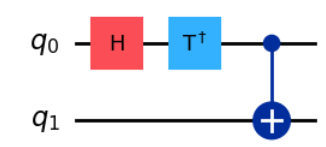 q₀ H T†
q₁